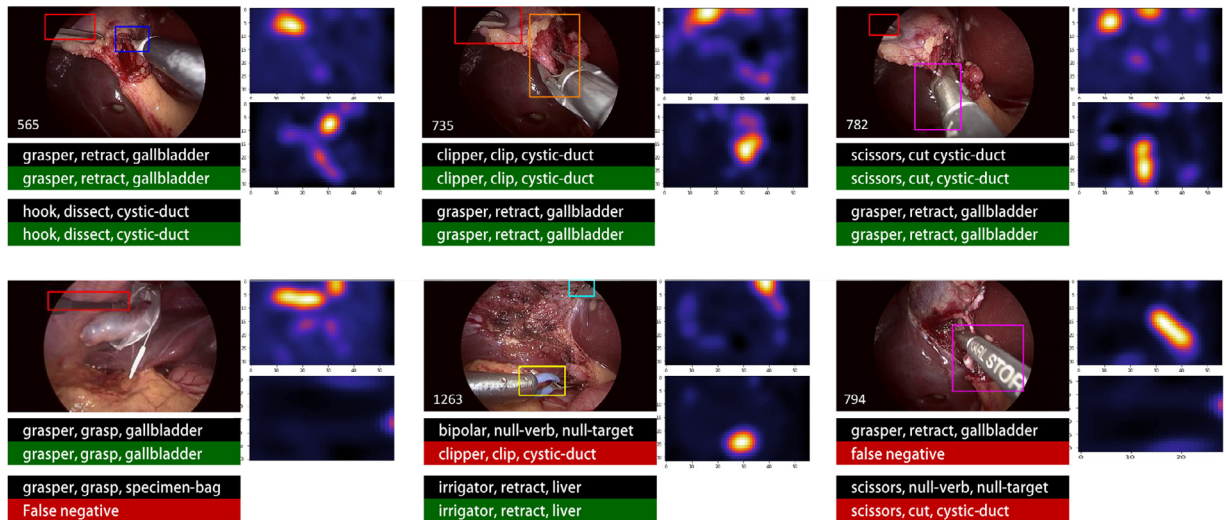 565
grasper, retract, gallbladder
grasper, retract, gallbladder
hook, dissect, cystic-duct
hook, dissect, cystic-duct
735
clipper, clip, cystic-duct
clipper, clip, cystic-duct
grasper, retract, gallbladder
grasper, retract, gallbladder
782
scissors, cut cystic-duct
scissors, cut, cystic-duct
grasper, retract, gallbladder
grasper, retract, gallbladder
grasper, grasp, gallbladder
grasper, grasp, gallbladder
grasper, grasp, specimen-bag
False negative
1263
bipolar, null-verb, null-target
clipper, clip, cystic-duct
irrigator, retract, liver
irrigator, retract, liver
STOR
794
grasper, retract, gallbladder
false negative
0 10 20
scissors, null-verb, null-target
scissors, cut, cystic-duct